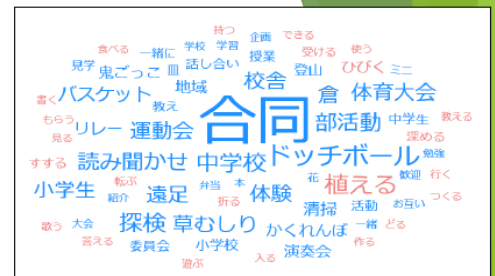 持つ 企画 できる
食べる 一緒に 学校 学習 授業 受ける 使う
見学 鬼ごっこ 皿 話し合い 校舎 登山 ひびく ミニ
書く バスケット 教え 地域 倉 体育大会
もらう リレー 運動会 合同 部活動 中学生 教える
見る 深める
すする 読み聞かせ 中学校 ドッチボール 勉強
小学生 転ぶ 遠足 弁当 本 体験 花 植える 歓迎 行く
紹介 折る 清掃 活動 お互い つくる
歌う 大会 探検 草むしり かくれんぼ 一緒 どる
答える 委員会 小学校 演奏会 作る
遊ぶ 入る